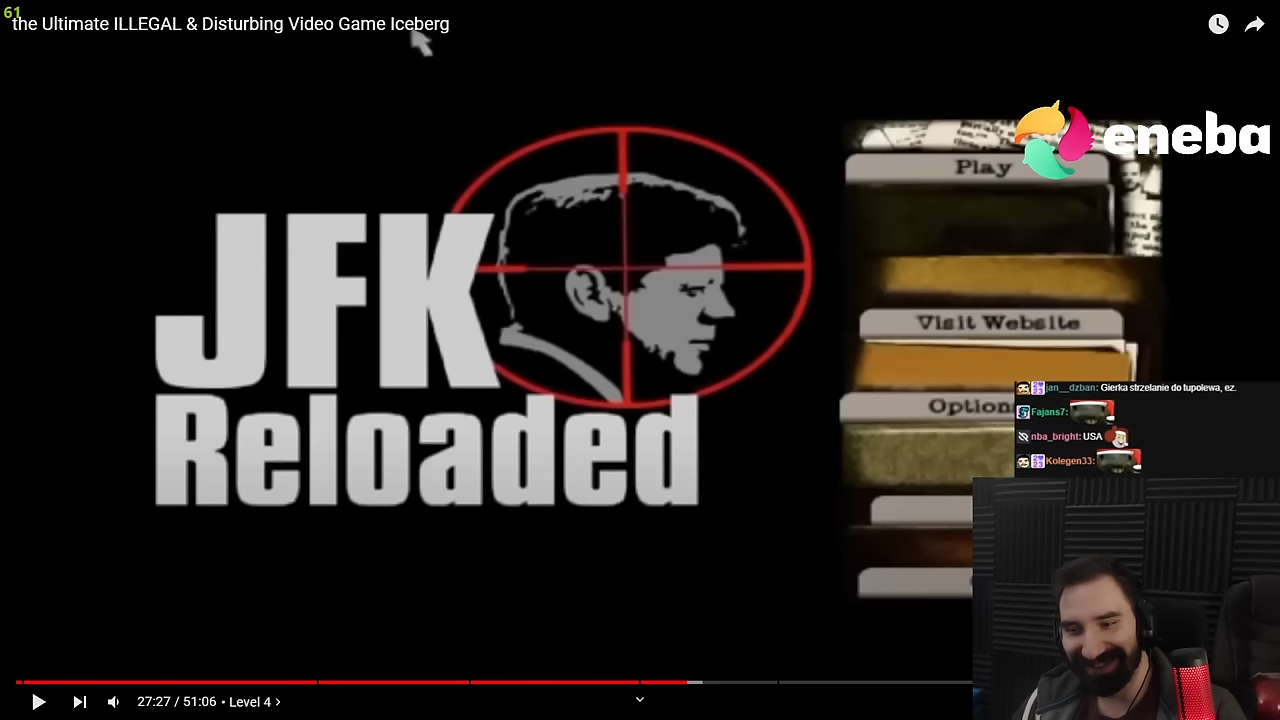 61
the Ultimate ILLEGAL & Disturbing Video Game Iceberg
eneba
Play
JFK
Reloaded
Visit Website
Option
jan__dzban: Gierka strzelanie do tupolewa, ez.
Fajans7:
nba_bright: USA
Kolegen33:
27:27 / 51:06 • Level 4 >